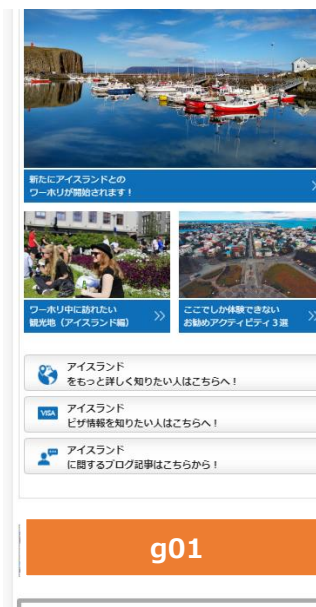 新たにアイスランドとの
ワーホリが開始されます！
ワーホリ中に訪れたい
観光地（アイスランド編）
ここでしか体験できない
お勧めアクティビティ３選
アイスランド
をもっと詳しく知りたい人はこちらへ！
VISA
アイスランド
ビザ情報を知りたい人はこちらへ！
アイスランド
に関するブログ記事はこちらから！
g01